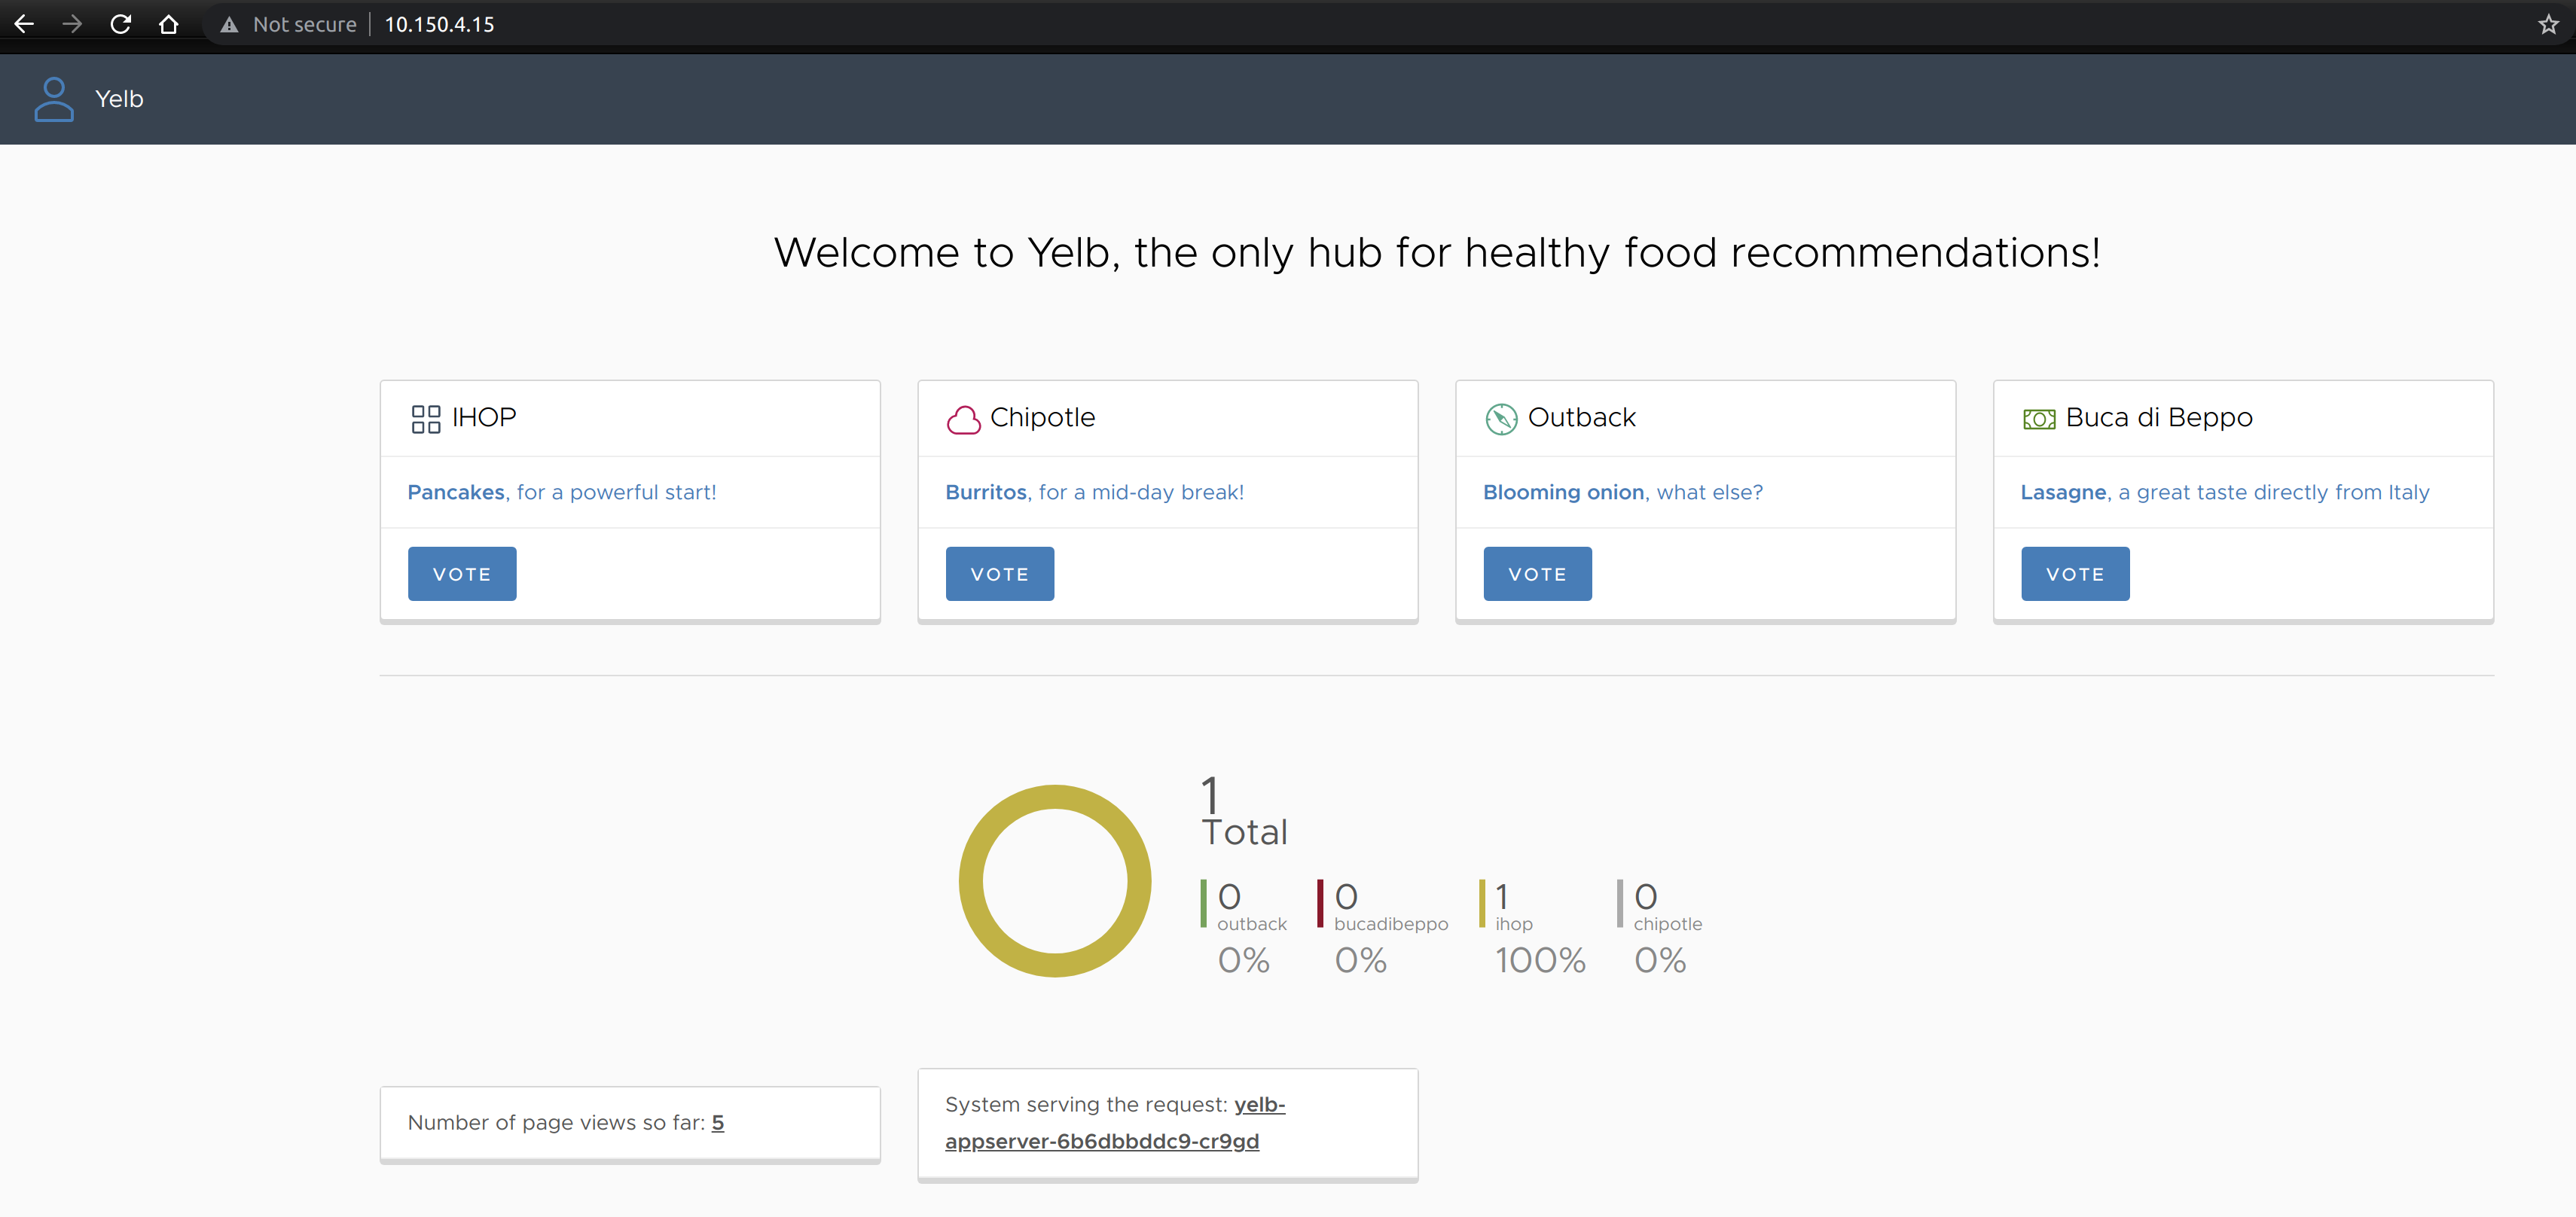 Not secure | 10.150.4.15
Yelb
Welcome to Yelb, the only hub for healthy food recommendations!
IHOP
Pancakes, for a powerful start!
VOTE
Chipotle
Burritos, for a mid-day break!
VOTE
Outback
Blooming onion, what else?
VOTE
Buca di Beppo
Lasagne, a great taste directly from Italy
VOTE
1
Total
0
outback
0%
0
bucadibeppo
0%
1
ihop
100%
0
chipotle
0%
Number of page views so far: 5
System serving the request: yelb-
appserver-6b6dbbddc9-cr9gd